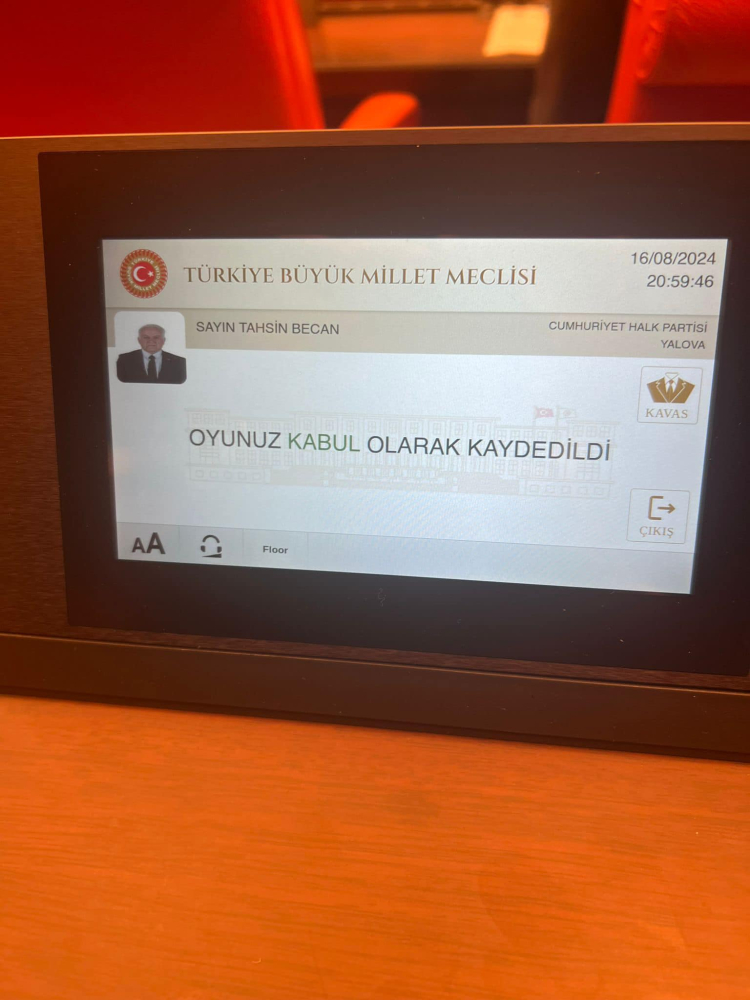 TÜRKİYE BÜYÜK MİLLET MECLİSİ
16/08/2024
20:59:46
SAYIN TAHSİN BECAN
CUMHURİYET HALK PARTİSİ
YALOVA
KAVAS
OYUNUZ KABUL OLARAK KAYDEDİLDİ
ÇIKIŞ
AA
Floor